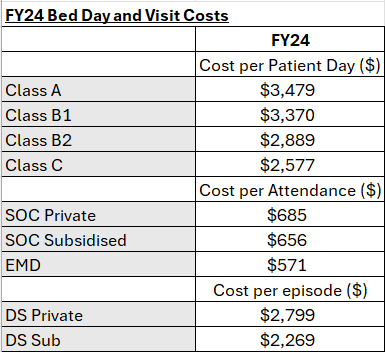 FY24 Bed Day and Visit Costs
FY24
Cost per Patient Day ($)
Class A $3,479
Class B1 $3,370
Class B2 $2,889
Class C $2,577
Cost per Attendance ($)
SOC Private $685
SOC Subsidised $656
EMD $571
Cost per episode ($)
DS Private $2,799
DS Sub $2,269